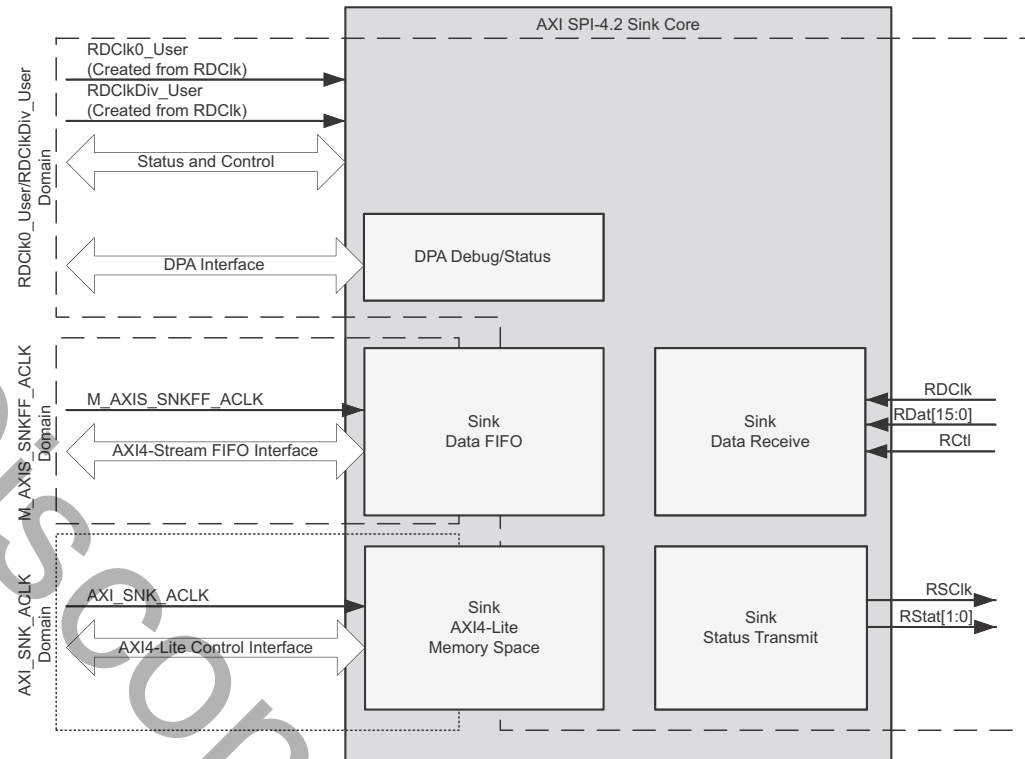 AXI SPI-4.2 Sink Core
RDClk0_User
(Created from RDClk)
RDClkDiv_User
(Created from RDClk)
Status and Control
DPA Interface
RDClk0_User/RDClkDiv_User
Domain
DPA Debug/Status
M_AXIS_SNKFF_ACLK
Domain
M_AXIS_SNKFF_ACLK
AXI4-Stream FIFO Interface
Sink
Data FIFO
Sink
Data Receive
RDClk
RDat[15:0]
RCtl
AXI_SNK_ACLK
Domain
AXI_SNK_ACLK
AXI4-Lite Control Interface
Sink
AXI4-Lite
Memory Space
Sink
Status Transmit
RSClk
RStat[1:0]